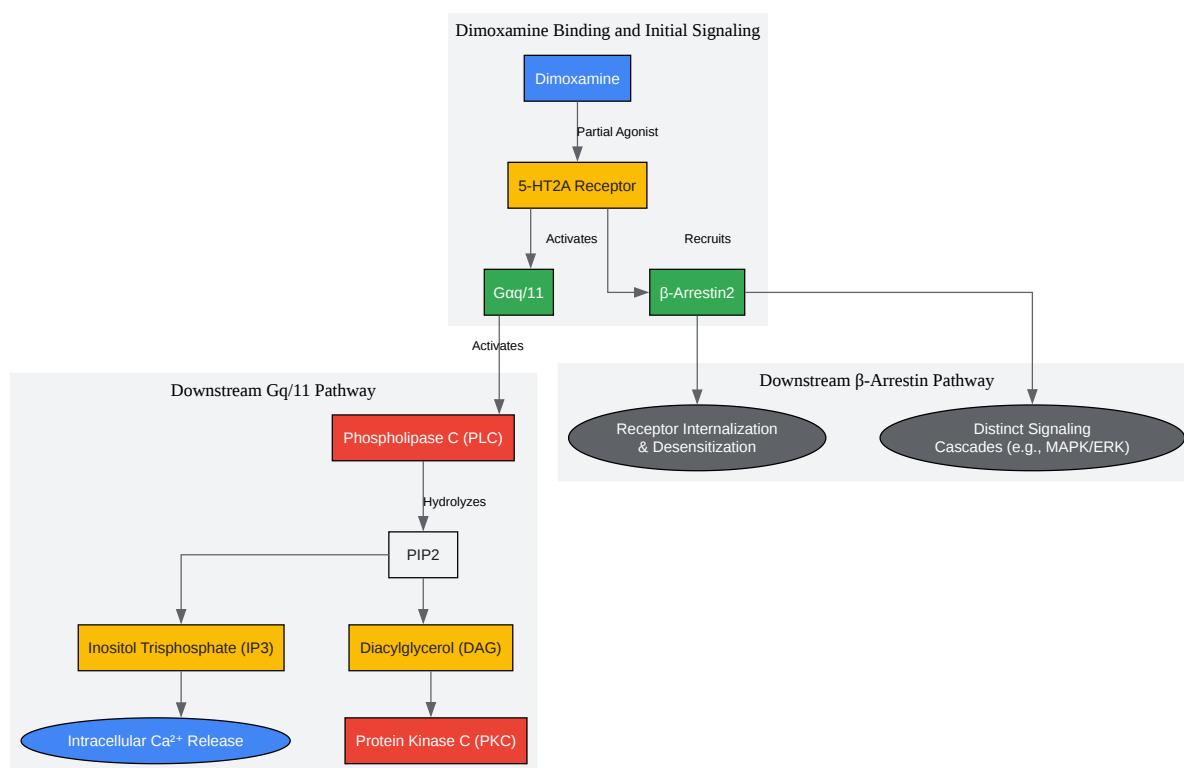 Dimoxamine Binding and Initial Signaling
Dimoxamine
Partial Agonist
5-HT2A Receptor
Activates
Recruits
Gαq/11
β-Arrestin2
Activates
Downstream Gq/11 Pathway
Downstream β-Arrestin Pathway
Phospholipase C (PLC)
Receptor Internalization
& Desensitization
Distinct Signaling
Cascades (e.g., MAPK/ERK)
Hydrolyzes
PIP2
Inositol Trisphosphate (IP3)
Diacylglycerol (DAG)
Intracellular Ca²⁺ Release
Protein Kinase C (PKC)